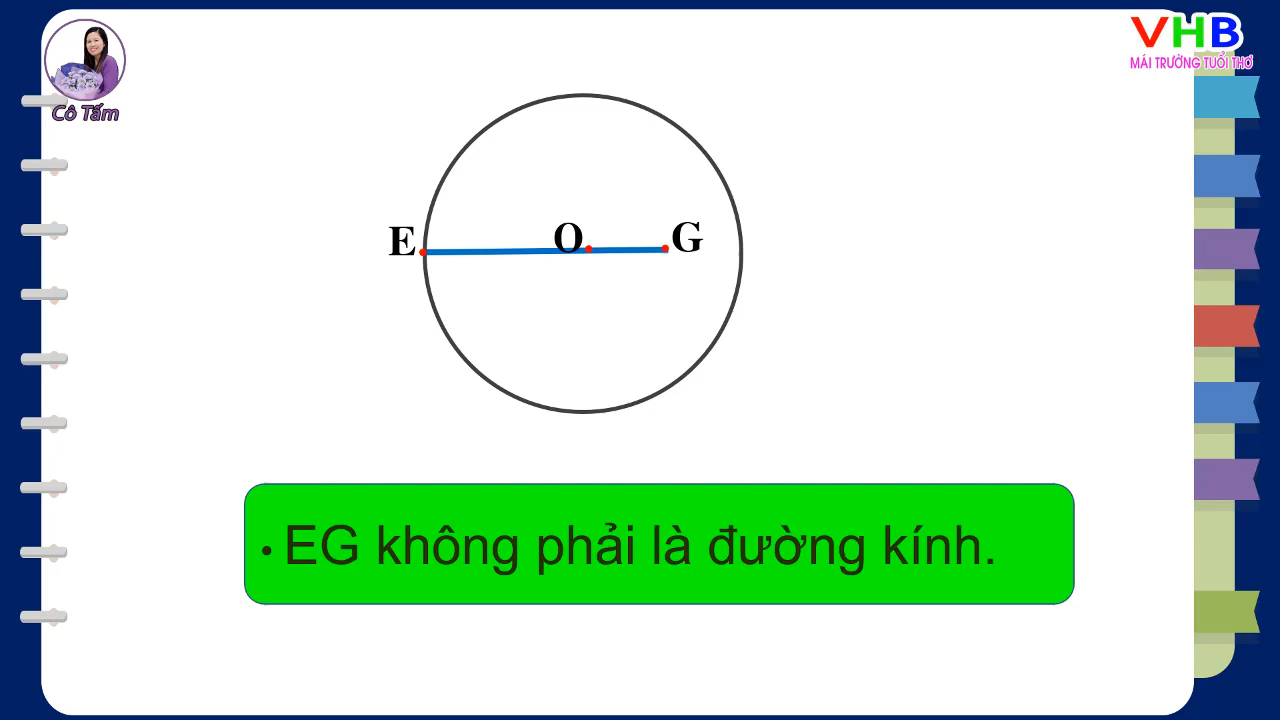 VHB
MÁI TRƯỜNG TUỔI THƠ
Cô Tấm
E
O
G
• EG không phải là đường kính.